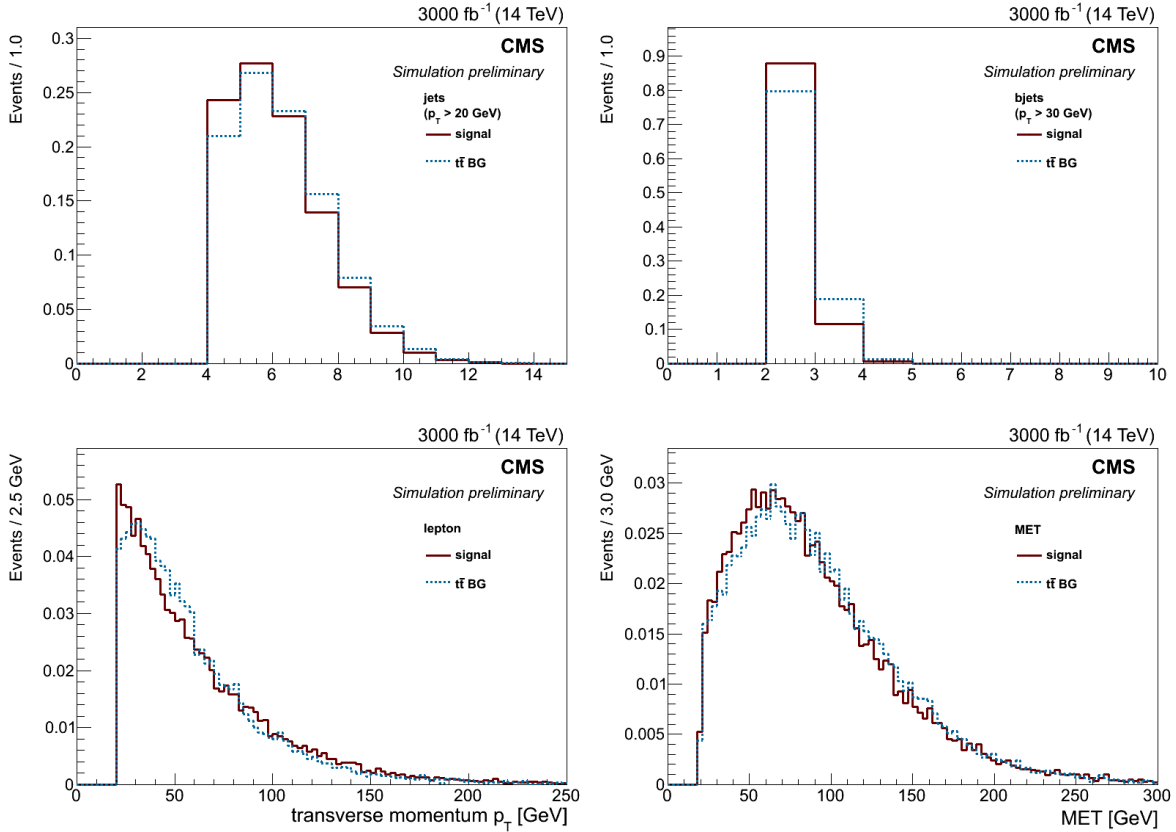 3000 fb⁻¹ (14 TeV)
Events / 1.0
0.3
0.25
0.2
0.15
0.1
0.05
0
CMS
Simulation preliminary
jets
(p_T > 20 GeV)
signal
tt̄ BG
0 2 4 6 8 10 12 14
3000 fb⁻¹ (14 TeV)
Events / 1.0
0.9
0.8
0.7
0.6
0.5
0.4
0.3
0.2
0.1
0
CMS
Simulation preliminary
bjets
(p_T > 30 GeV)
signal
tt̄ BG
0 1 2 3 4 5 6 7 8 9 10
3000 fb⁻¹ (14 TeV)
Events / 2.5 GeV
0.05
0.04
0.03
0.02
0.01
0
CMS
Simulation preliminary
lepton
signal
tt̄ BG
0 50 100 150 200 250
transverse momentum p_T [GeV]
3000 fb⁻¹ (14 TeV)
Events / 3.0 GeV
0.03
0.025
0.02
0.015
0.01
0.005
0
CMS
Simulation preliminary
MET
signal
tt̄ BG
0 50 100 150 200 250 300
MET [GeV]